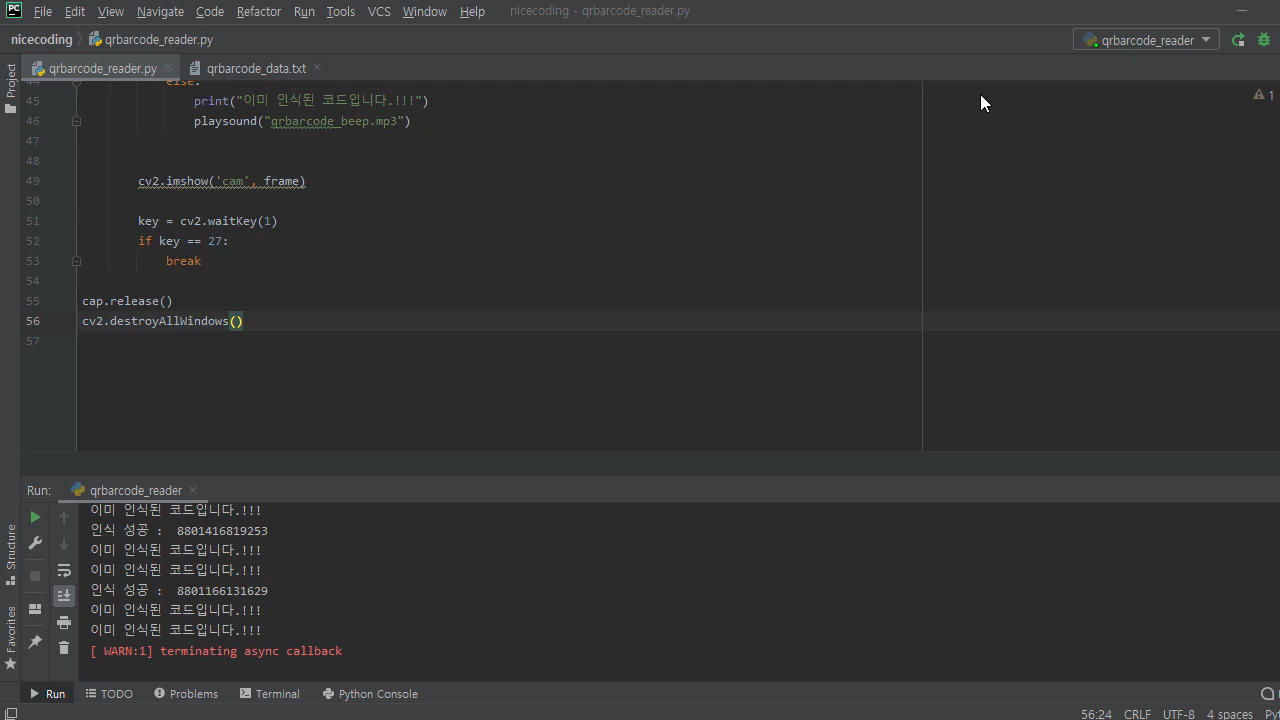 File Edit View Navigate Code Refactor Run Tools VCS Window Help nicecoding - qrbarcode_reader.py
nicecoding qrbarcode_reader.py qrbarcode_reader
Project
qrbarcode_reader.py qrbarcode_data.txt
44 else:
45 print("이미 인식된 코드입니다.!!!") 1
46 playsound("qrbarcode_beep.mp3")
47
48
49 cv2.imshow('cam', frame)
50
51 key = cv2.waitKey(1)
52 if key == 27:
53 break
54
55 cap.release()
56 cv2.destroyAllWindows()
57
Run: qrbarcode_reader
이미 인식된 코드입니다.!!!
인식 성공 : 8801416819253
이미 인식된 코드입니다.!!!
이미 인식된 코드입니다.!!!
인식 성공 : 8801166131629
이미 인식된 코드입니다.!!!
이미 인식된 코드입니다.!!!
[ WARN:1] terminating async callback
Structure
Favorites
Run TODO Problems Terminal Python Console
56:24 CRLF UTF-8 4 spaces Py